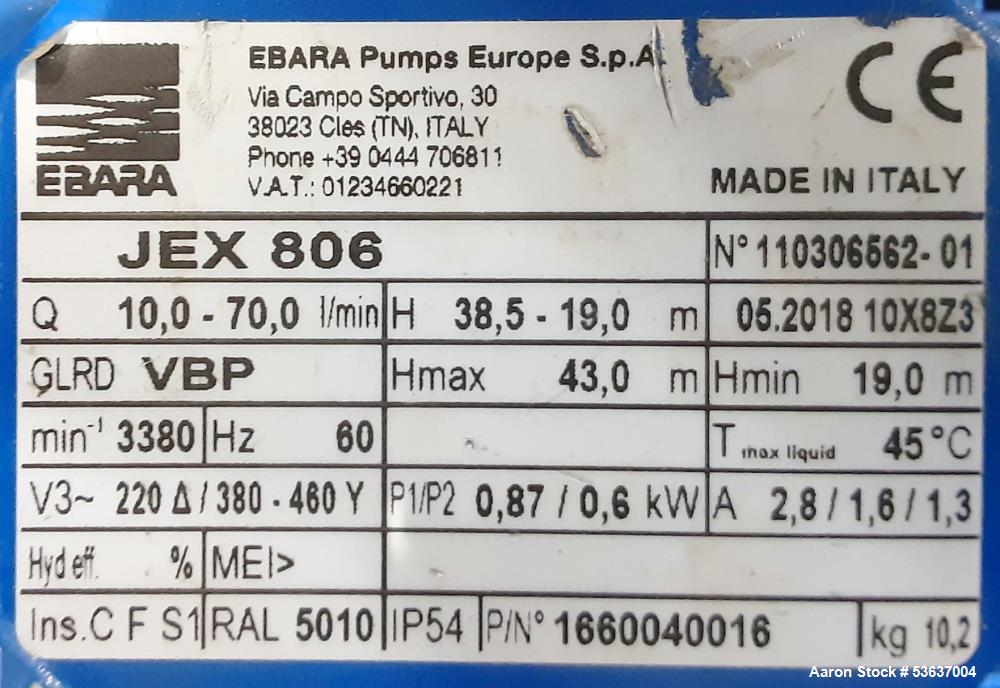 EBARA
EBARA Pumps Europe S.p.A.
Via Campo Sportivo, 30
38023 Cles (TN), ITALY
Phone +39 0444 706811
V.A.T.: 01234660221
CE
MADE IN ITALY
JEX 806 N° 110306562-01
Q 10,0 - 70,0 l/min H 38,5 - 19,0 m 05.2018 10X8Z3
GLRD VBP Hmax 43,0 m Hmin 19,0 m
min⁻¹ 3380 Hz 60 T max liquid 45°C
V3~ 220 Δ / 380 - 460 Y P1/P2 0,87 / 0,6 kW A 2,8 / 1,6 / 1,3
Hyd eff. % MEI>
Ins.C F S1 RAL 5010 IP54 P/N° 1660040016 kg 10,2
Aaron Stock # 53637004